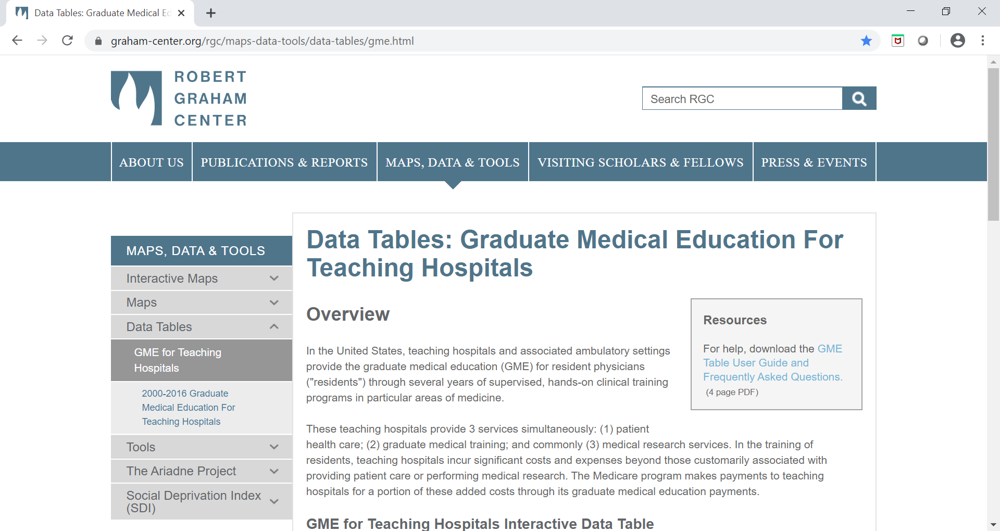 Data Tables: Graduate Medical Ed
graham-center.org/rgc/maps-data-tools/data-tables/gme.html
ROBERT
GRAHAM
CENTER
Search RGC
ABOUT US
PUBLICATIONS & REPORTS
MAPS, DATA & TOOLS
VISITING SCHOLARS & FELLOWS
PRESS & EVENTS
MAPS, DATA & TOOLS
Interactive Maps
Maps
Data Tables
GME for Teaching
Hospitals
2000-2016 Graduate
Medical Education For
Teaching Hospitals
Tools
The Ariadne Project
Social Deprivation Index
(SDI)
Data Tables: Graduate Medical Education For
Teaching Hospitals
Overview
In the United States, teaching hospitals and associated ambulatory settings
provide the graduate medical education (GME) for resident physicians
("residents") through several years of supervised, hands-on clinical training
programs in particular areas of medicine.
Resources
For help, download the GME
Table User Guide and
Frequently Asked Questions.
(4 page PDF)
These teaching hospitals provide 3 services simultaneously: (1) patient
health care; (2) graduate medical training; and commonly (3) medical research services. In the training of
residents, teaching hospitals incur significant costs and expenses beyond those customarily associated with
providing patient care or performing medical research. The Medicare program makes payments to teaching
hospitals for a portion of these added costs through its graduate medical education payments.
GME for Teaching Hospitals Interactive Data Table